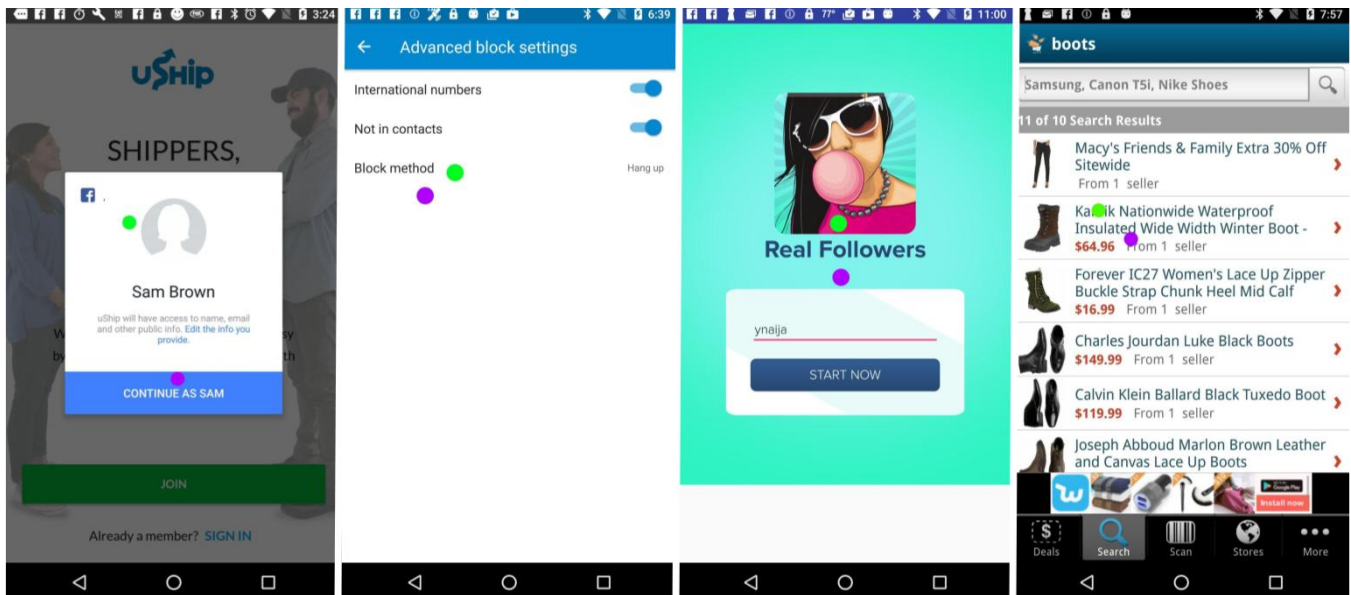 3:24
uShip
SHIPPERS,
Sam Brown
uShip will have access to name, email
and other public info. Edit the info you
provide.
CONTINUE AS SAM
JOIN
Already a member? SIGN IN
6:39
Advanced block settings
International numbers
Not in contacts
Block method
Hang up
77°
11:00
Real Followers
ynaija
START NOW
7:57
boots
Samsung, Canon T5i, Nike Shoes
11 of 10 Search Results
Macy's Friends & Family Extra 30% Off
Sitewide
From 1 seller
Nationwide Waterproof
Insulated Wide Width Winter Boot -
$64.96 From 1 seller
Forever IC27 Women's Lace Up Zipper
Buckle Strap Chunk Heel Mid Calf
$16.99 From 1 seller
Charles Jourdan Luke Black Boots
$149.99 From 1 seller
Calvin Klein Ballard Black Tuxedo Boot
$119.99 From 1 seller
Joseph Abboud Marlon Brown Leather
and Canvas Lace Up Boots
Install now
Deals
Search
Scan
Stores
More